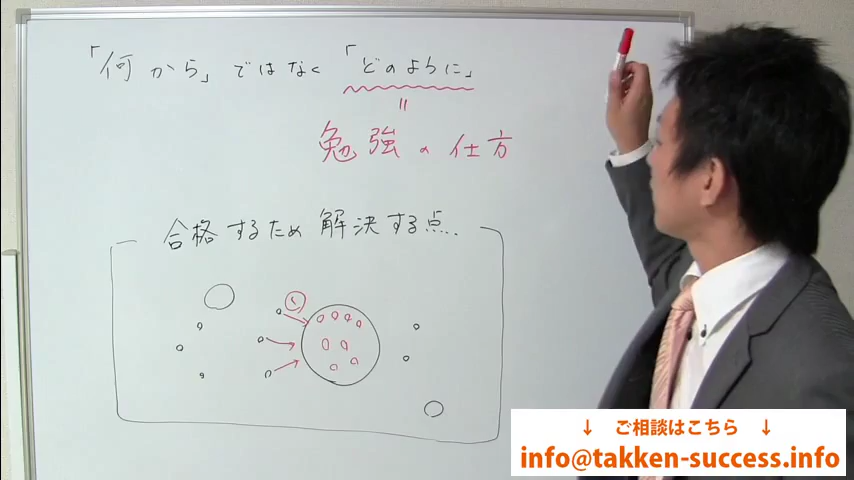 「何から」ではなく「どのように」
勉強の仕方
合格するため解決する点..
↓ ご相談はこちら ↓
info@takken-success.info